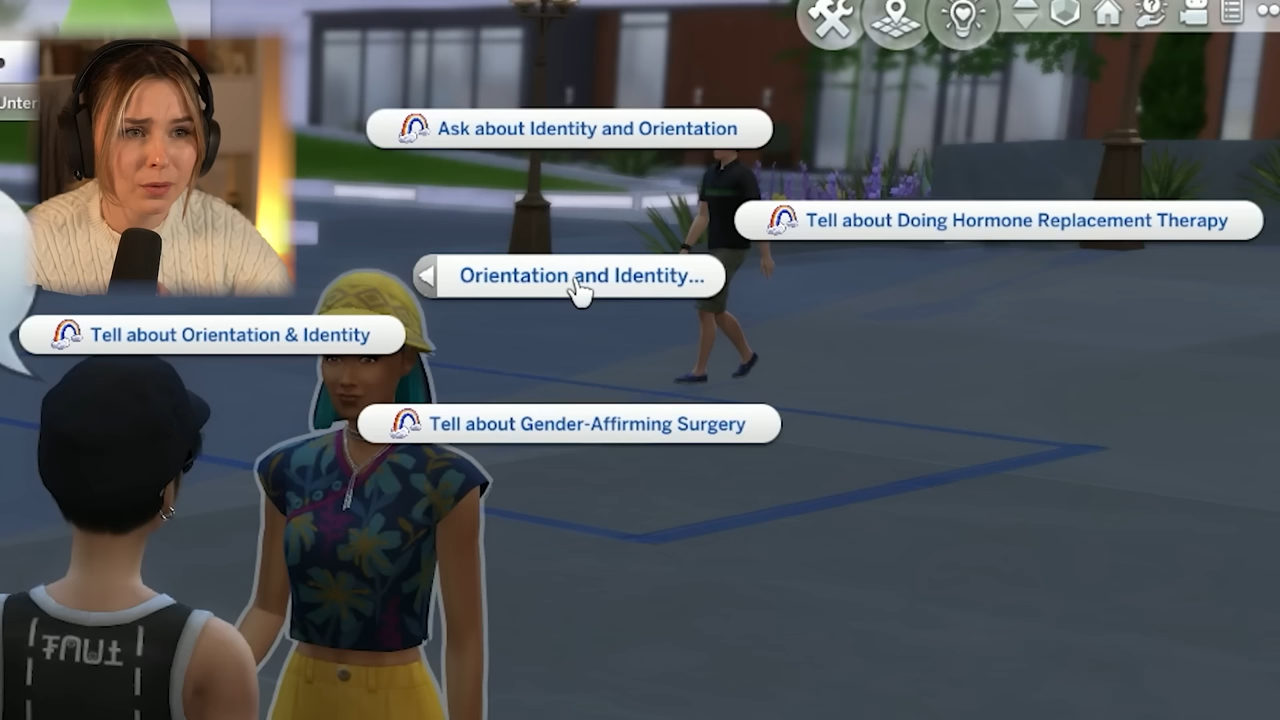 Unter
Ask about Identity and Orientation
Tell about Doing Hormone Replacement Therapy
Orientation and Identity...
Tell about Orientation & Identity
Tell about Gender-Affirming Surgery